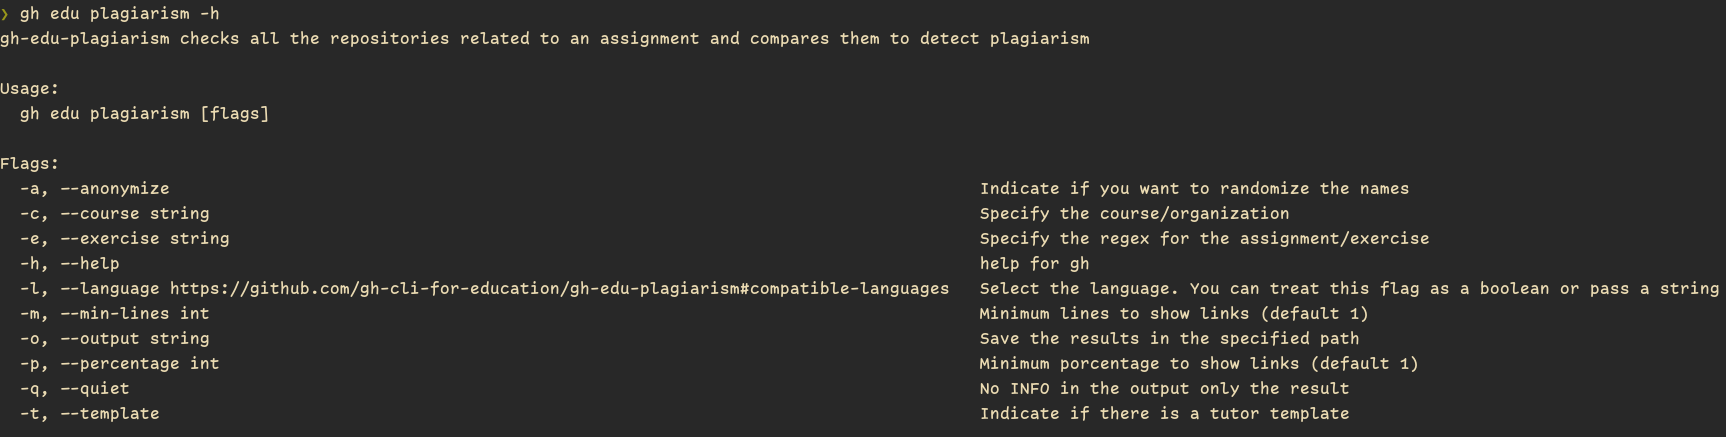 ❯ gh edu plagiarism -h
gh-edu-plagiarism checks all the repositories related to an assignment and compares them to detect plagiarism
Usage:
gh edu plagiarism [flags]
Flags:
-a, --anonymize Indicate if you want to randomize the names
-c, --course string Specify the course/organization
-e, --exercise string Specify the regex for the assignment/exercise
-h, --help help for gh
-l, --language https://github.com/gh-cli-for-education/gh-edu-plagiarism#compatible-languages Select the language. You can treat this flag as a boolean or pass a string
-m, --min-lines int Minimum lines to show links (default 1)
-o, --output string Save the results in the specified path
-p, --percentage int Minimum porcentage to show links (default 1)
-q, --quiet No INFO in the output only the result
-t, --template Indicate if there is a tutor template